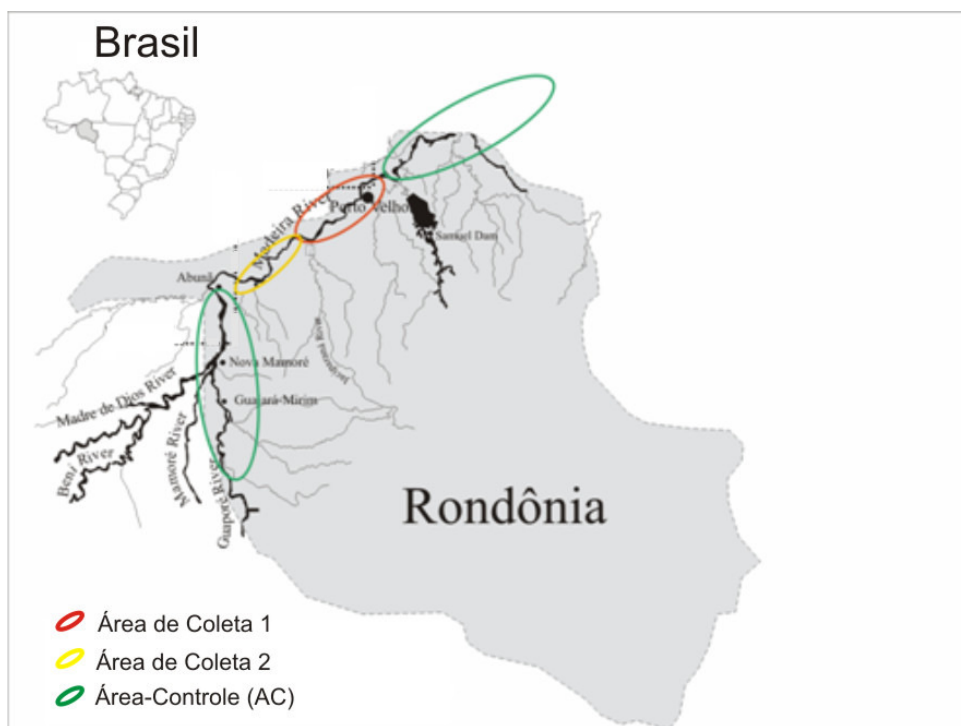 Brasil
Madeira River
Porto Velho
Samuel Dam
Abunã
Nova Mamoré
Guajará-Mirim
Madre de Dios River
Beni River
Mamoré River
Guaporé River
Rondônia
Área de Coleta 1
Área de Coleta 2
Área-Controle (AC)